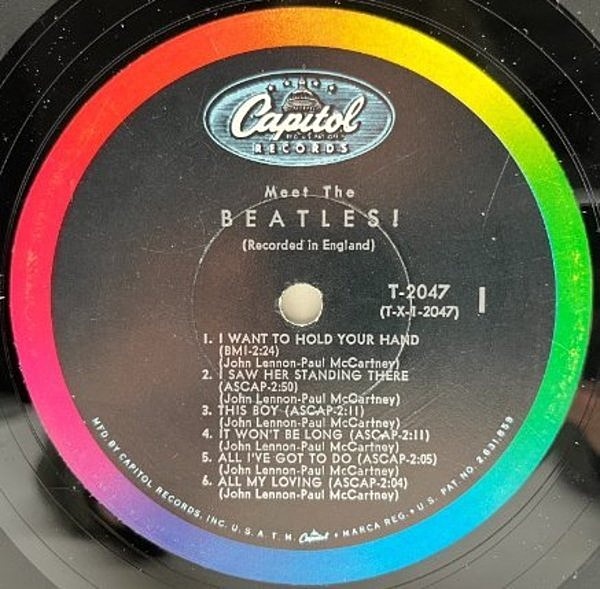 Capitol
RECORDS
Meet The
BEATLES!
(Recorded in England)
T-2047
(T-X-1-2047)
1
1. I WANT TO HOLD YOUR HAND
(BMI-2:24)
(John Lennon-Paul McCartney)
2. I SAW HER STANDING THERE
(ASCAP-2:50)
(John Lennon-Paul McCartney)
3. THIS BOY (ASCAP-2:11)
(John Lennon-Paul McCartney)
4. IT WON'T BE LONG (ASCAP-2:11)
(John Lennon-Paul McCartney)
5. ALL I'VE GOT TO DO (ASCAP-2:05)
(John Lennon-Paul McCartney)
6. ALL MY LOVING (ASCAP-2:04)
(John Lennon-Paul McCartney)
MFD. BY CAPITOL RECORDS, INC. U. S. A. T. M. Capitol • MARCA REG. • U. S. PAT. NO. 2,631,859